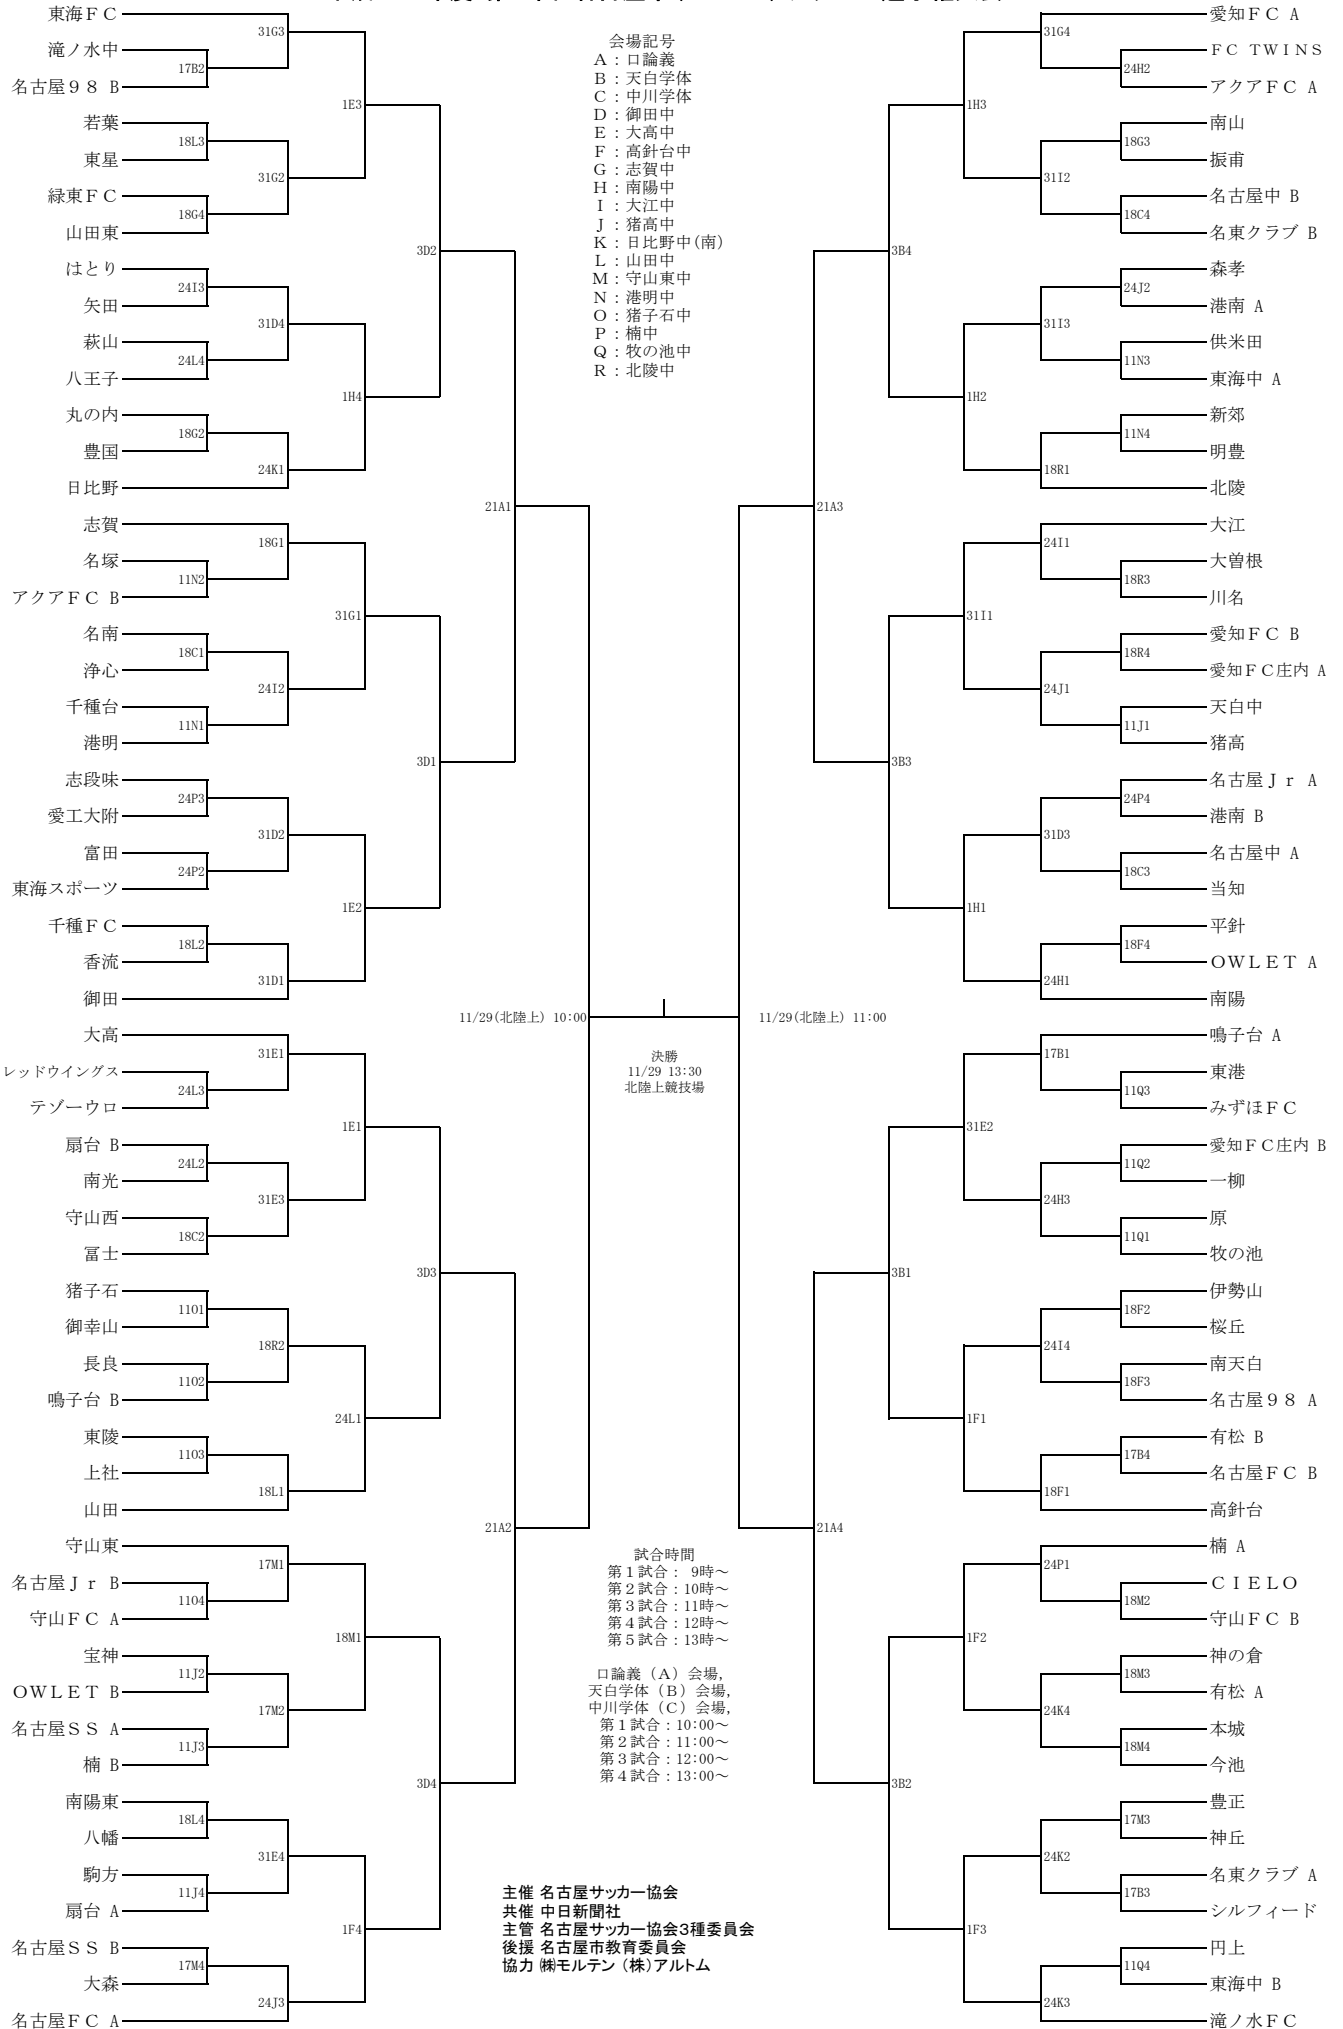 東海ＦＣ
31G3
滝ノ水中
17B2
名古屋９８ B
1E3
若葉
18L3
東星
31G2
緑東ＦＣ
18G4
山田東
3D2
はとり
24I3
矢田
31D4
萩山
24L4
八王子
1H4
丸の内
18G2
豊国
24K1
日比野
21A1
志賀
18G1
名塚
11N2
アクアＦＣ B
31G1
名南
18C1
浄心
24I2
千種台
11N1
港明
3D1
志段味
24P3
愛工大附
31D2
富田
24P2
東海スポーツ
1E2
千種ＦＣ
18L2
香流
31D1
御田
11/29(北陸上) 10:00
大高
31E1
レッドウイングス
24L3
テゾーウロ
1E1
扇台 B
24L2
南光
31E3
守山西
18C2
冨士
3D3
猪子石
11O1
御幸山
18R2
長良
11O2
鳴子台 B
24L1
東陵
11O3
上社
18L1
山田
21A2
守山東
17M1
名古屋Ｊｒ B
11O4
守山ＦＣ A
18M1
宝神
11J2
ＯＷＬＥＴ B
17M2
名古屋ＳＳ A
11J3
楠 B
3D4
南陽東
18L4
八幡
31E4
駒方
11J4
扇台 A
1F4
名古屋ＳＳ B
17M4
大森
24J3
名古屋ＦＣ A
会場記号
Ａ：口論義
Ｂ：天白学体
Ｃ：中川学体
Ｄ：御田中
Ｅ：大高中
Ｆ：高針台中
Ｇ：志賀中
Ｈ：南陽中
Ｉ：大江中
Ｊ：猪高中
Ｋ：日比野中(南)
Ｌ：山田中
Ｍ：守山東中
Ｎ：港明中
Ｏ：猪子石中
Ｐ：楠中
Ｑ：牧の池中
Ｒ：北陵中
決勝
11/29 13:30
北陸上競技場
試合時間
第１試合： 9時～
第２試合：10時～
第３試合：11時～
第４試合：12時～
第５試合：13時～
口論義（Ａ）会場，
天白学体（Ｂ）会場，
中川学体（Ｃ）会場，
第１試合：10:00～
第２試合：11:00～
第３試合：12:00～
第４試合：13:00～
主催 名古屋サッカー協会
共催 中日新聞社
主管 名古屋サッカー協会3種委員会
後援 名古屋市教育委員会
協力 ㈱モルテン （株）アルトム
愛知ＦＣ A
31G4
ＦＣ ＴＷＩＮＳ
24H2
アクアＦＣ A
1H3
南山
18G3
振甫
31I2
名古屋中 B
18C4
名東クラブ B
3B4
森孝
24J2
港南 A
31I3
供米田
11N3
東海中 A
1H2
新郊
11N4
明豊
18R1
北陵
21A3
大江
24I1
大曽根
18R3
川名
31I1
愛知ＦＣ B
18R4
愛知ＦＣ庄内 A
24J1
天白中
11J1
猪高
3B3
名古屋Ｊｒ A
24P4
港南 B
31D3
名古屋中 A
18C3
当知
1H1
平針
18F4
ＯＷＬＥＴ A
24H1
南陽
11/29(北陸上) 11:00
鳴子台 A
17B1
東港
11Q3
みずほＦＣ
31E2
愛知ＦＣ庄内 B
11Q2
一柳
24H3
原
11Q1
牧の池
3B1
伊勢山
18F2
桜丘
24I4
南天白
18F3
名古屋９８ A
1F1
有松 B
17B4
名古屋ＦＣ B
18F1
高針台
21A4
楠 A
24P1
ＣＩＥＬＯ
18M2
守山ＦＣ B
1F2
神の倉
18M3
有松 A
24K4
本城
18M4
今池
3B2
豊正
17M3
神丘
24K2
名東クラブ A
17B3
シルフィード
1F3
円上
11Q4
東海中 B
24K3
滝ノ水ＦＣ